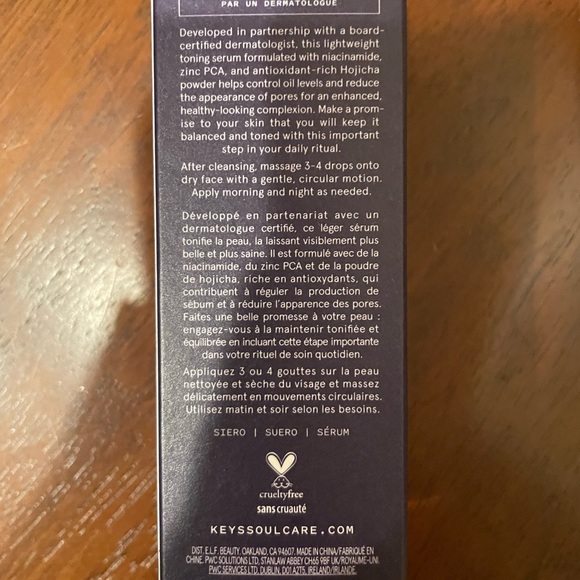 PAR UN DERMATOLOGUE
Developed in partnership with a board-
certified dermatologist, this lightweight
toning serum formulated with niacinamide,
zinc PCA, and antioxidant-rich Hojicha
powder helps control oil levels and reduce
the appearance of pores for an enhanced,
healthy-looking complexion. Make a prom-
ise to your skin that you will keep it
balanced and toned with this important
step in your daily ritual.
After cleansing, massage 3-4 drops onto
dry face with a gentle, circular motion.
Apply morning and night as needed.
Développé en partenariat avec un
dermatologue certifié, ce léger sérum
tonifie la peau, la laissant visiblement plus
belle et plus saine. Il est formulé avec de la
niacinamide, du zinc PCA et de la poudre
de hojicha, riche en antioxydants, qui
contribuent à réguler la production de
sébum et à réduire l'apparence des pores.
Faites une belle promesse à votre peau :
engagez-vous à la maintenir tonifiée et
équilibrée en incluant cette étape importante
dans votre rituel de soin quotidien.
Appliquez 3 ou 4 gouttes sur la peau
nettoyée et sèche du visage et massez
délicatement en mouvements circulaires.
Utilisez matin et soir selon les besoins.
SIERO | SUERO | SÉRUM
crueltyfree
sans cruauté
KEYSSOULCARE.COM
DIST. E.L.F. BEAUTY, OAKLAND, CA 94607. MADE IN CHINA/FABRIQUÉ EN
CHINE. PWC SOLUTIONS LTD, STANLAW ABBEY CH65 9BF UK/ROYAUME-UNI.
PWC SERVICES LTD, DUBLIN, D01A2T5, IRELAND/IRLANDE.